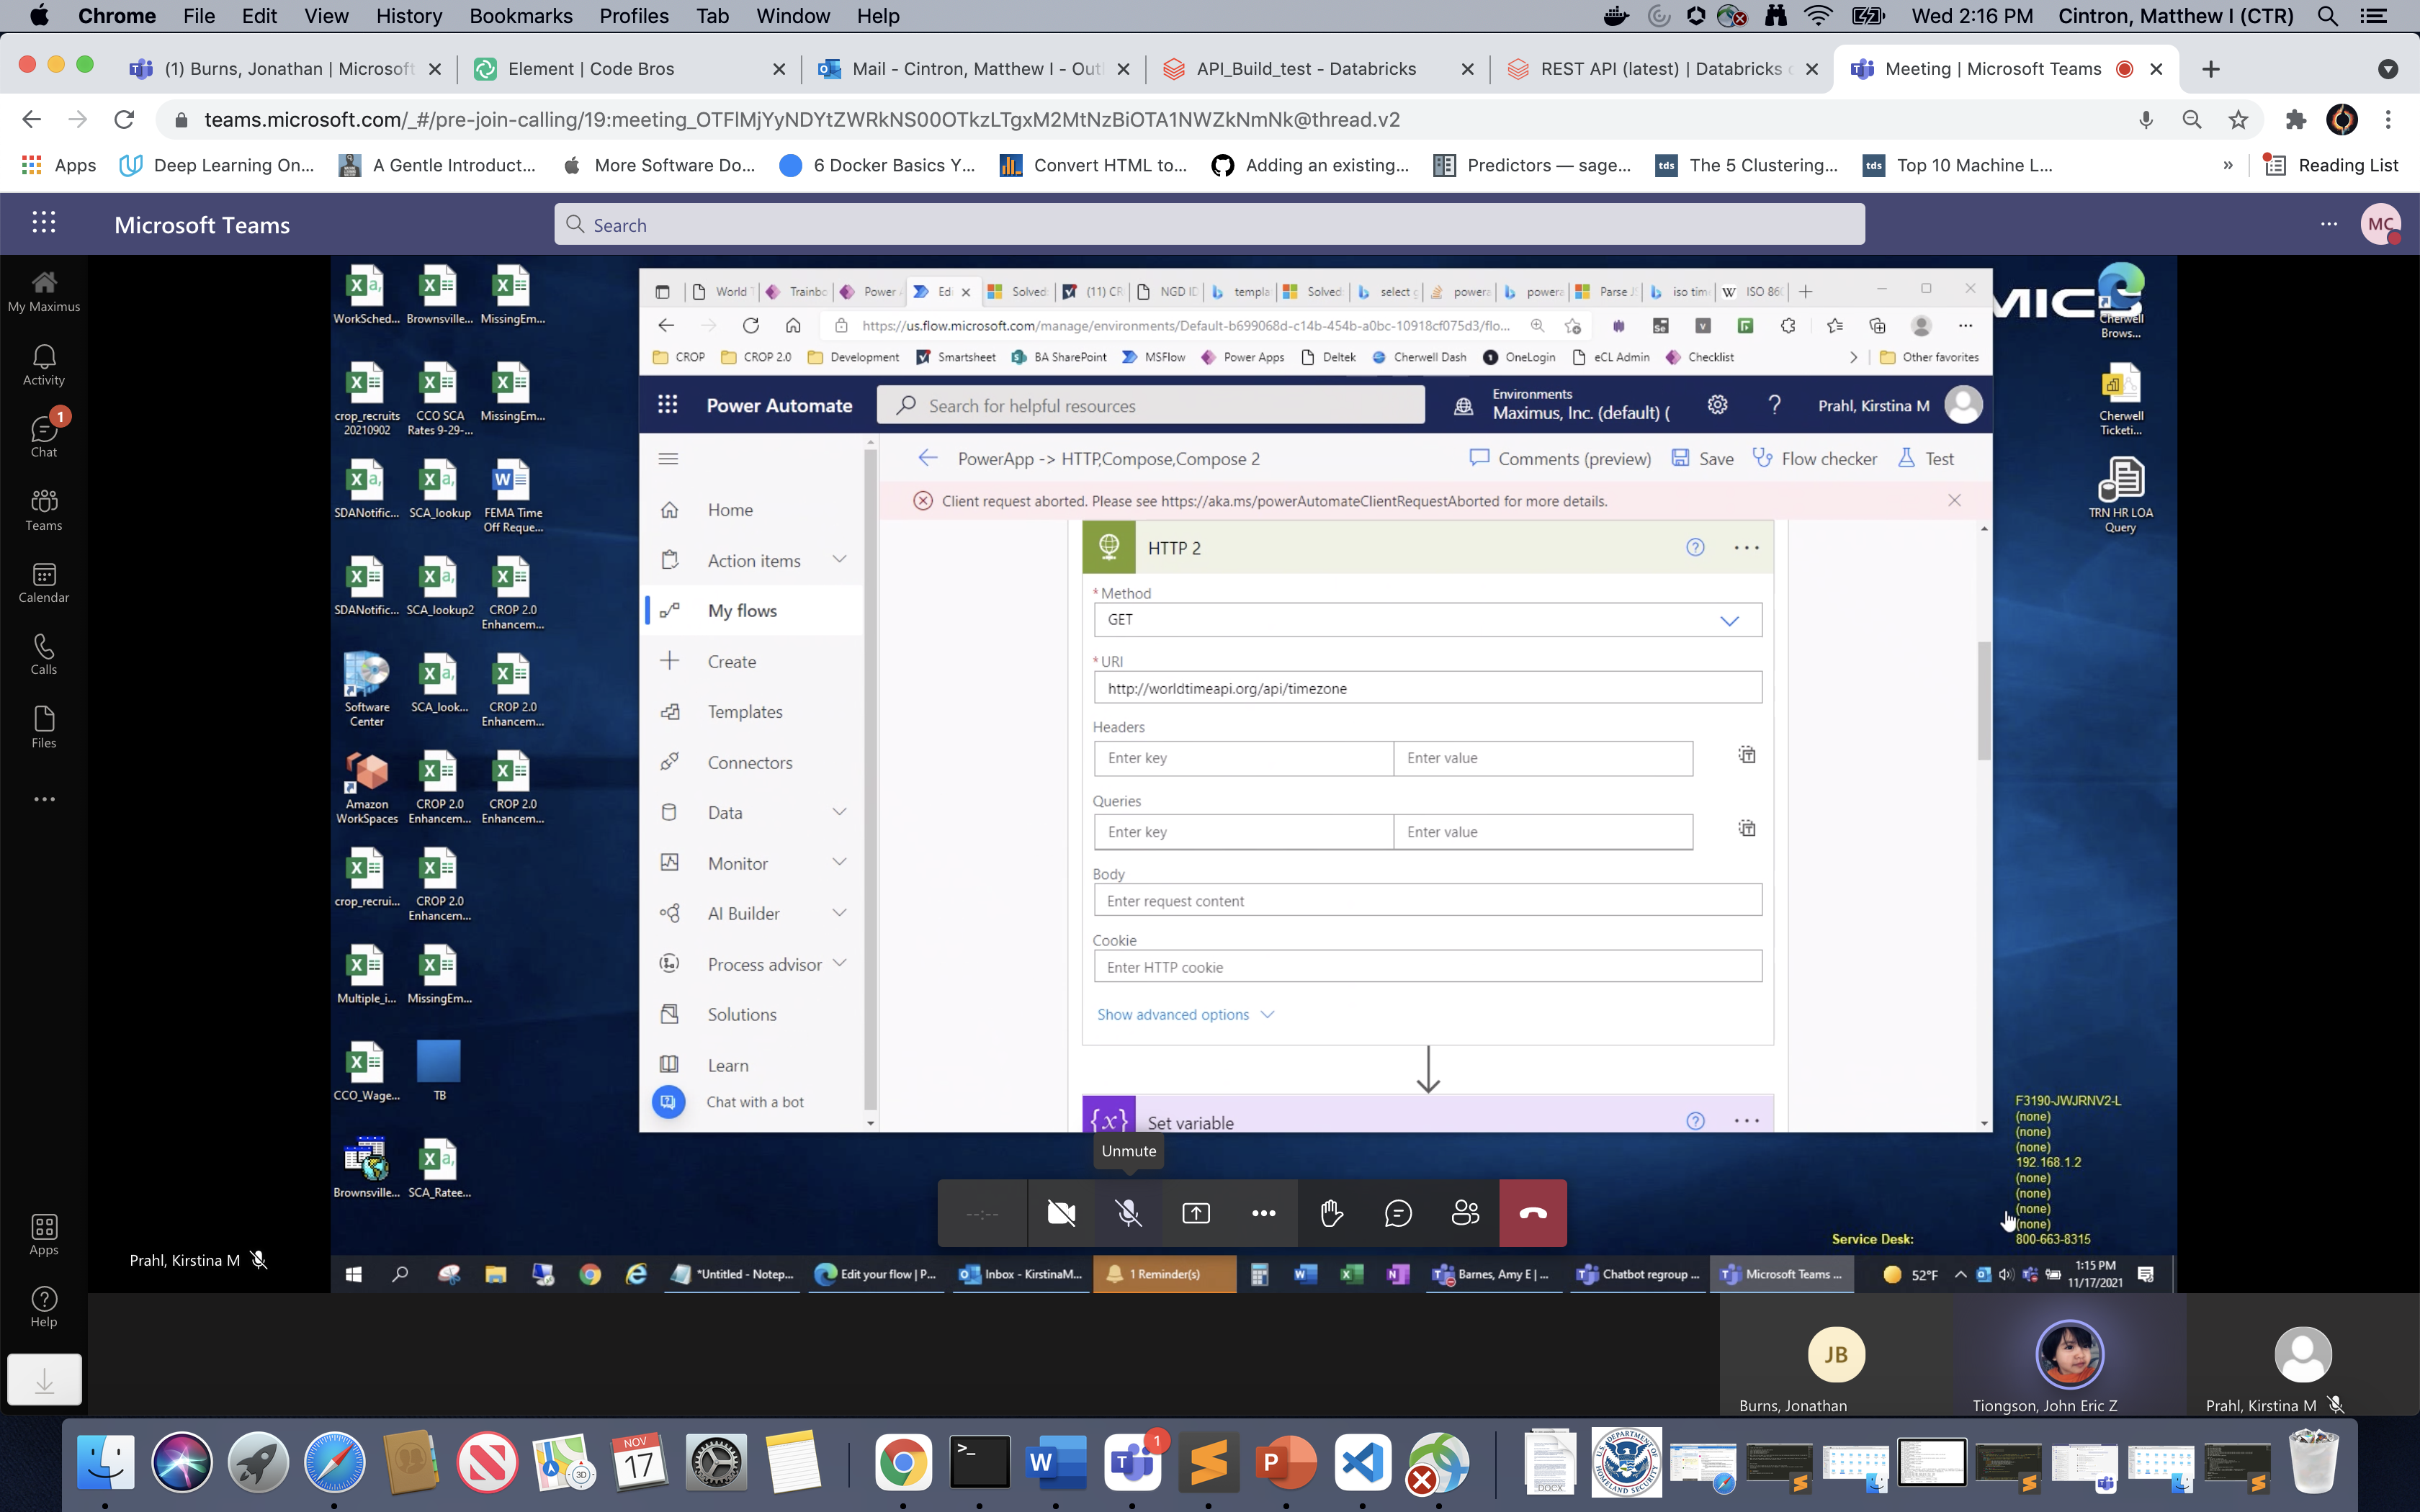 Chrome File Edit View History Bookmarks Profiles Tab Window Help
Wed 2:16 PM Cintron, Matthew I (CTR)
(1) Burns, Jonathan | Microsoft
Element | Code Bros
Mail - Cintron, Matthew I - Out
API_Build_test - Databricks
REST API (latest) | Databricks
Meeting | Microsoft Teams
teams.microsoft.com/_#/pre-join-calling/19:meeting_OTFlMjYyNDYtZWRkNS00OTkzLTgxM2MtNzBiOTA1NWZkNmNk@thread.v2
Apps
Deep Learning On...
A Gentle Introduct...
More Software Do...
6 Docker Basics Y...
Convert HTML to...
Adding an existing...
Predictors — sage...
tds The 5 Clustering...
tds Top 10 Machine L...
» Reading List
Microsoft Teams
Search
MC
My Maximus
Activity
1
Chat
Teams
Calendar
Calls
Files
Apps
Help
WorkSched... Brownsville... MissingEm...
crop_recruits 20210902
CCO SCA Rates 9-29-...
MissingEm...
SDANotific... SCA_lookup
FEMA Time Off Reque...
SDANotific... SCA_lookup2
CROP 2.0 Enhancem...
Software Center
SCA_look...
CROP 2.0 Enhancem...
Amazon WorkSpaces
CROP 2.0 Enhancem...
CROP 2.0 Enhancem...
crop_recrui...
CROP 2.0 Enhancem...
Multiple_i... MissingEm...
CCO_Wage... TB
Brownsville... SCA_Ratee...
World T Trainbo Power Edi Solved: (11) CR NGD ID templa Solved: select powera powera Parse J iso time ISO 86
https://us.flow.microsoft.com/manage/environments/Default-b699068d-c14b-454b-a0bc-10918cf075d3/flo...
CROP CROP 2.0 Development Smartsheet BA SharePoint MSFlow Power Apps Deltek Cherwell Dash OneLogin eCL Admin Checklist Other favorites
Power Automate
Search for helpful resources
Environments
Maximus, Inc. (default) (
Prahl, Kirstina M
PowerApp -> HTTP,Compose,Compose 2
Comments (preview) Save Flow checker Test
Client request aborted. Please see https://aka.ms/powerAutomateClientRequestAborted for more details.
Home
Action items
My flows
Create
Templates
Connectors
Data
Monitor
AI Builder
Process advisor
Solutions
Learn
Chat with a bot
HTTP 2
* Method
GET
* URI
http://worldtimeapi.org/api/timezone
Headers
Enter key Enter value
Queries
Enter key Enter value
Body
Enter request content
Cookie
Enter HTTP cookie
Show advanced options
{x} Set variable
Unmute
--:--
Cherwell Brows...
Cherwell Ticketi...
TRN HR LOA Query
F3190-JWJRNV2-L
(none)
(none)
(none)
192.168.1.2
(none)
(none)
(none)
(none)
Service Desk: 800-663-8315
Prahl, Kirstina M
*Untitled - Notep...
Edit your flow | P...
Inbox - KirstinaM...
1 Reminder(s)
Barnes, Amy E | ...
Chatbot regroup ...
Microsoft Teams ...
52°F
1:15 PM
11/17/2021
JB
Burns, Jonathan
Tiongson, John Eric Z
Prahl, Kirstina M
NOV
17
3D
1
DOCX